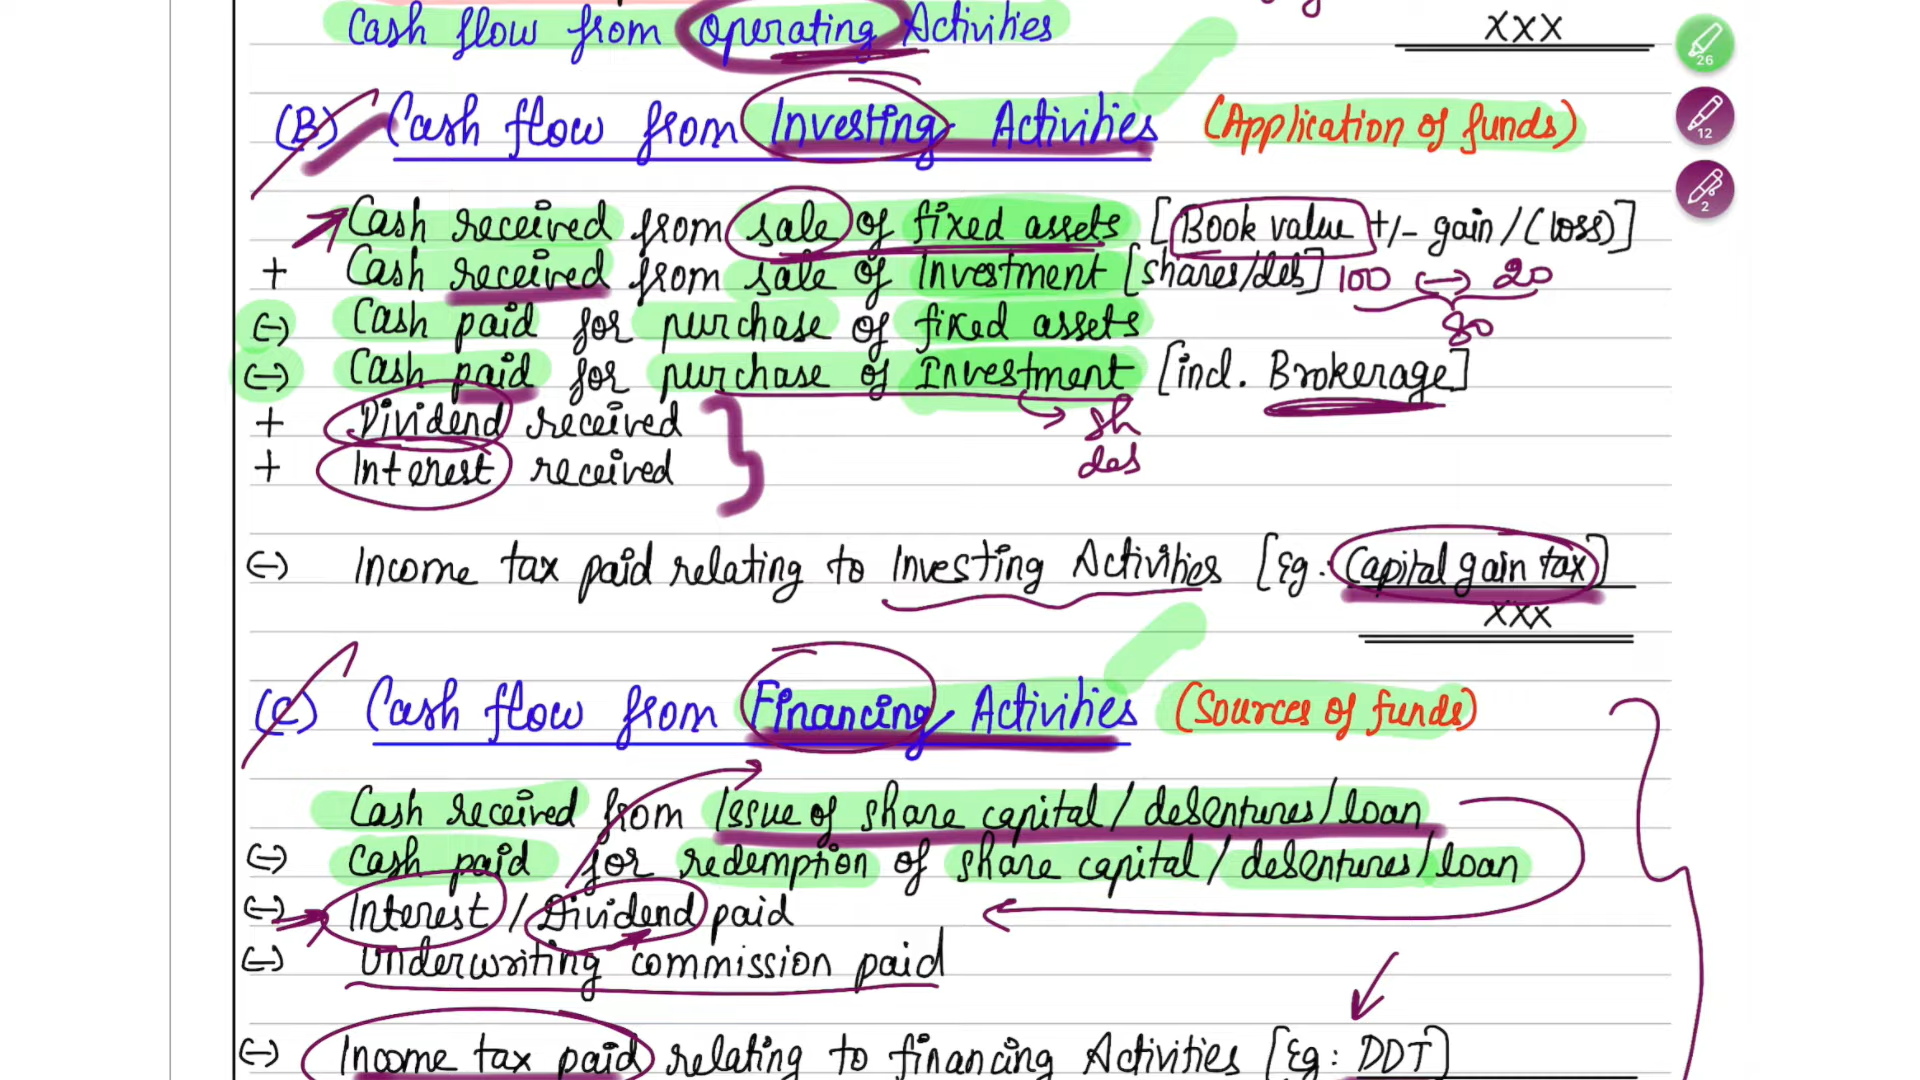 Cash flow from Operating Activities
XXX
(B) Cash flow from Investing Activities (Application of funds)
Cash received from sale of fixed assets [Book value +/- gain/(loss)]
+ Cash received from sale of Investment [shares/deb] 100 (-) 20
80
(-) Cash paid for purchase of fixed assets
(-) Cash paid for purchase of Investment [incl. Brokerage]
+ Dividend received
sh
deb
+ Interest received
(-) Income tax paid relating to Investing Activities [Eg. Capital gain tax]
XXX
(C) Cash flow from Financing Activities (Sources of funds)
Cash received from Issue of share capital/debentures/loan
(-) Cash paid for redemption of share capital/debentures/loan
(-) Interest/Dividend paid
(-) Underwriting commission paid
(-) Income tax paid relating to financing Activities [Eg: DDT]
26
12
2